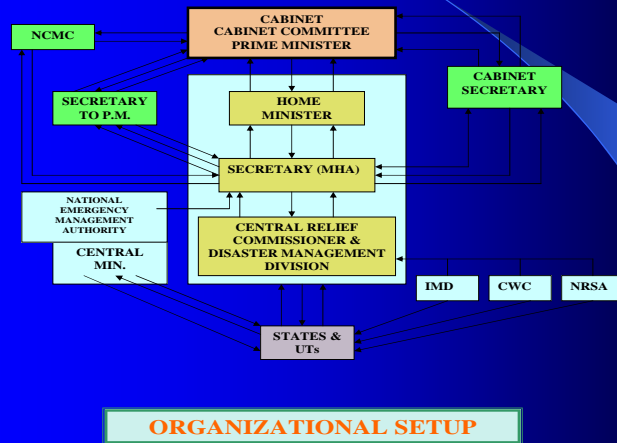 CABINET
CABINET COMMITTEE
PRIME MINISTER
NCMC
CABINET
SECRETARY
SECRETARY
TO P.M.
HOME
MINISTER
SECRETARY (MHA)
NATIONAL
EMERGENCY
MANAGEMENT
AUTHORITY
CENTRAL
MIN.
CENTRAL RELIEF
COMMISSIONER &
DISASTER MANAGEMENT
DIVISION
IMD
CWC
NRSA
STATES &
UTs
ORGANIZATIONAL SETUP